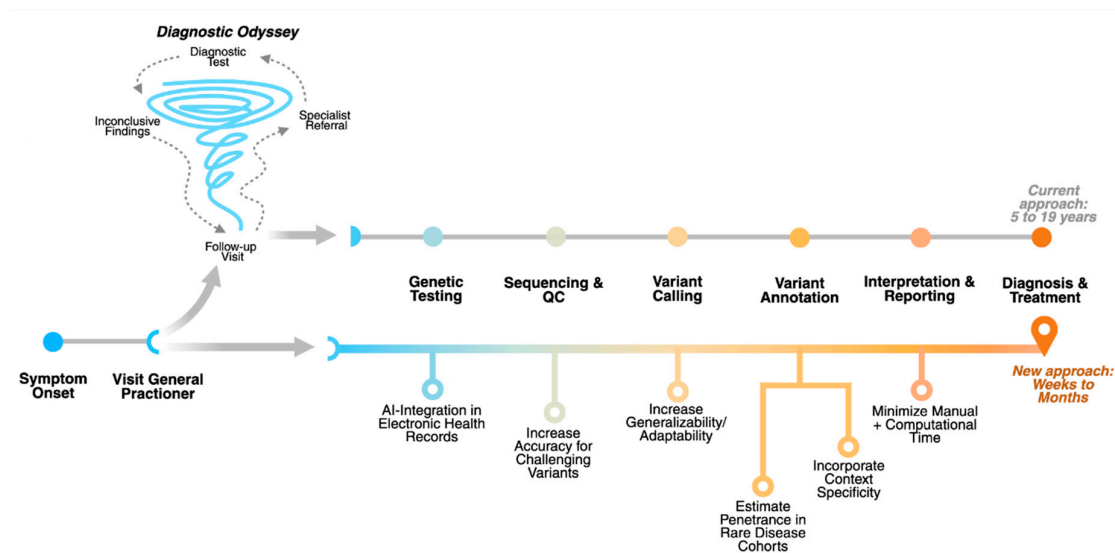 Diagnostic Odyssey
Diagnostic
Test
Inconclusive
Findings
Specialist
Referral
Follow-up
Visit
Current
approach:
5 to 19 years
Genetic
Testing
Sequencing &
QC
Variant
Calling
Variant
Annotation
Interpretation &
Reporting
Diagnosis &
Treatment
Symptom
Onset
Visit General
Practioner
New approach:
Weeks to
Months
AI-Integration in
Electronic Health
Records
Increase
Accuracy for
Challenging
Variants
Increase
Generalizability/
Adaptability
Estimate
Penetrance in
Rare Disease
Cohorts
Incorporate
Context
Specificity
Minimize Manual
+ Computational
Time